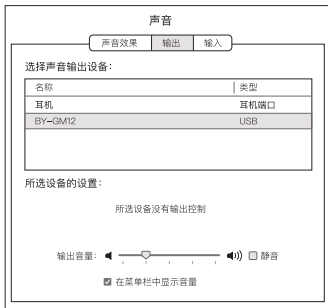 声音
声音效果 输出 输入
选择声音输出设备：
名称 类型
耳机 耳机端口
BY-GM12 USB
所选设备的设置：
所选设备没有输出控制
输出音量： 静音
在菜单栏中显示音量